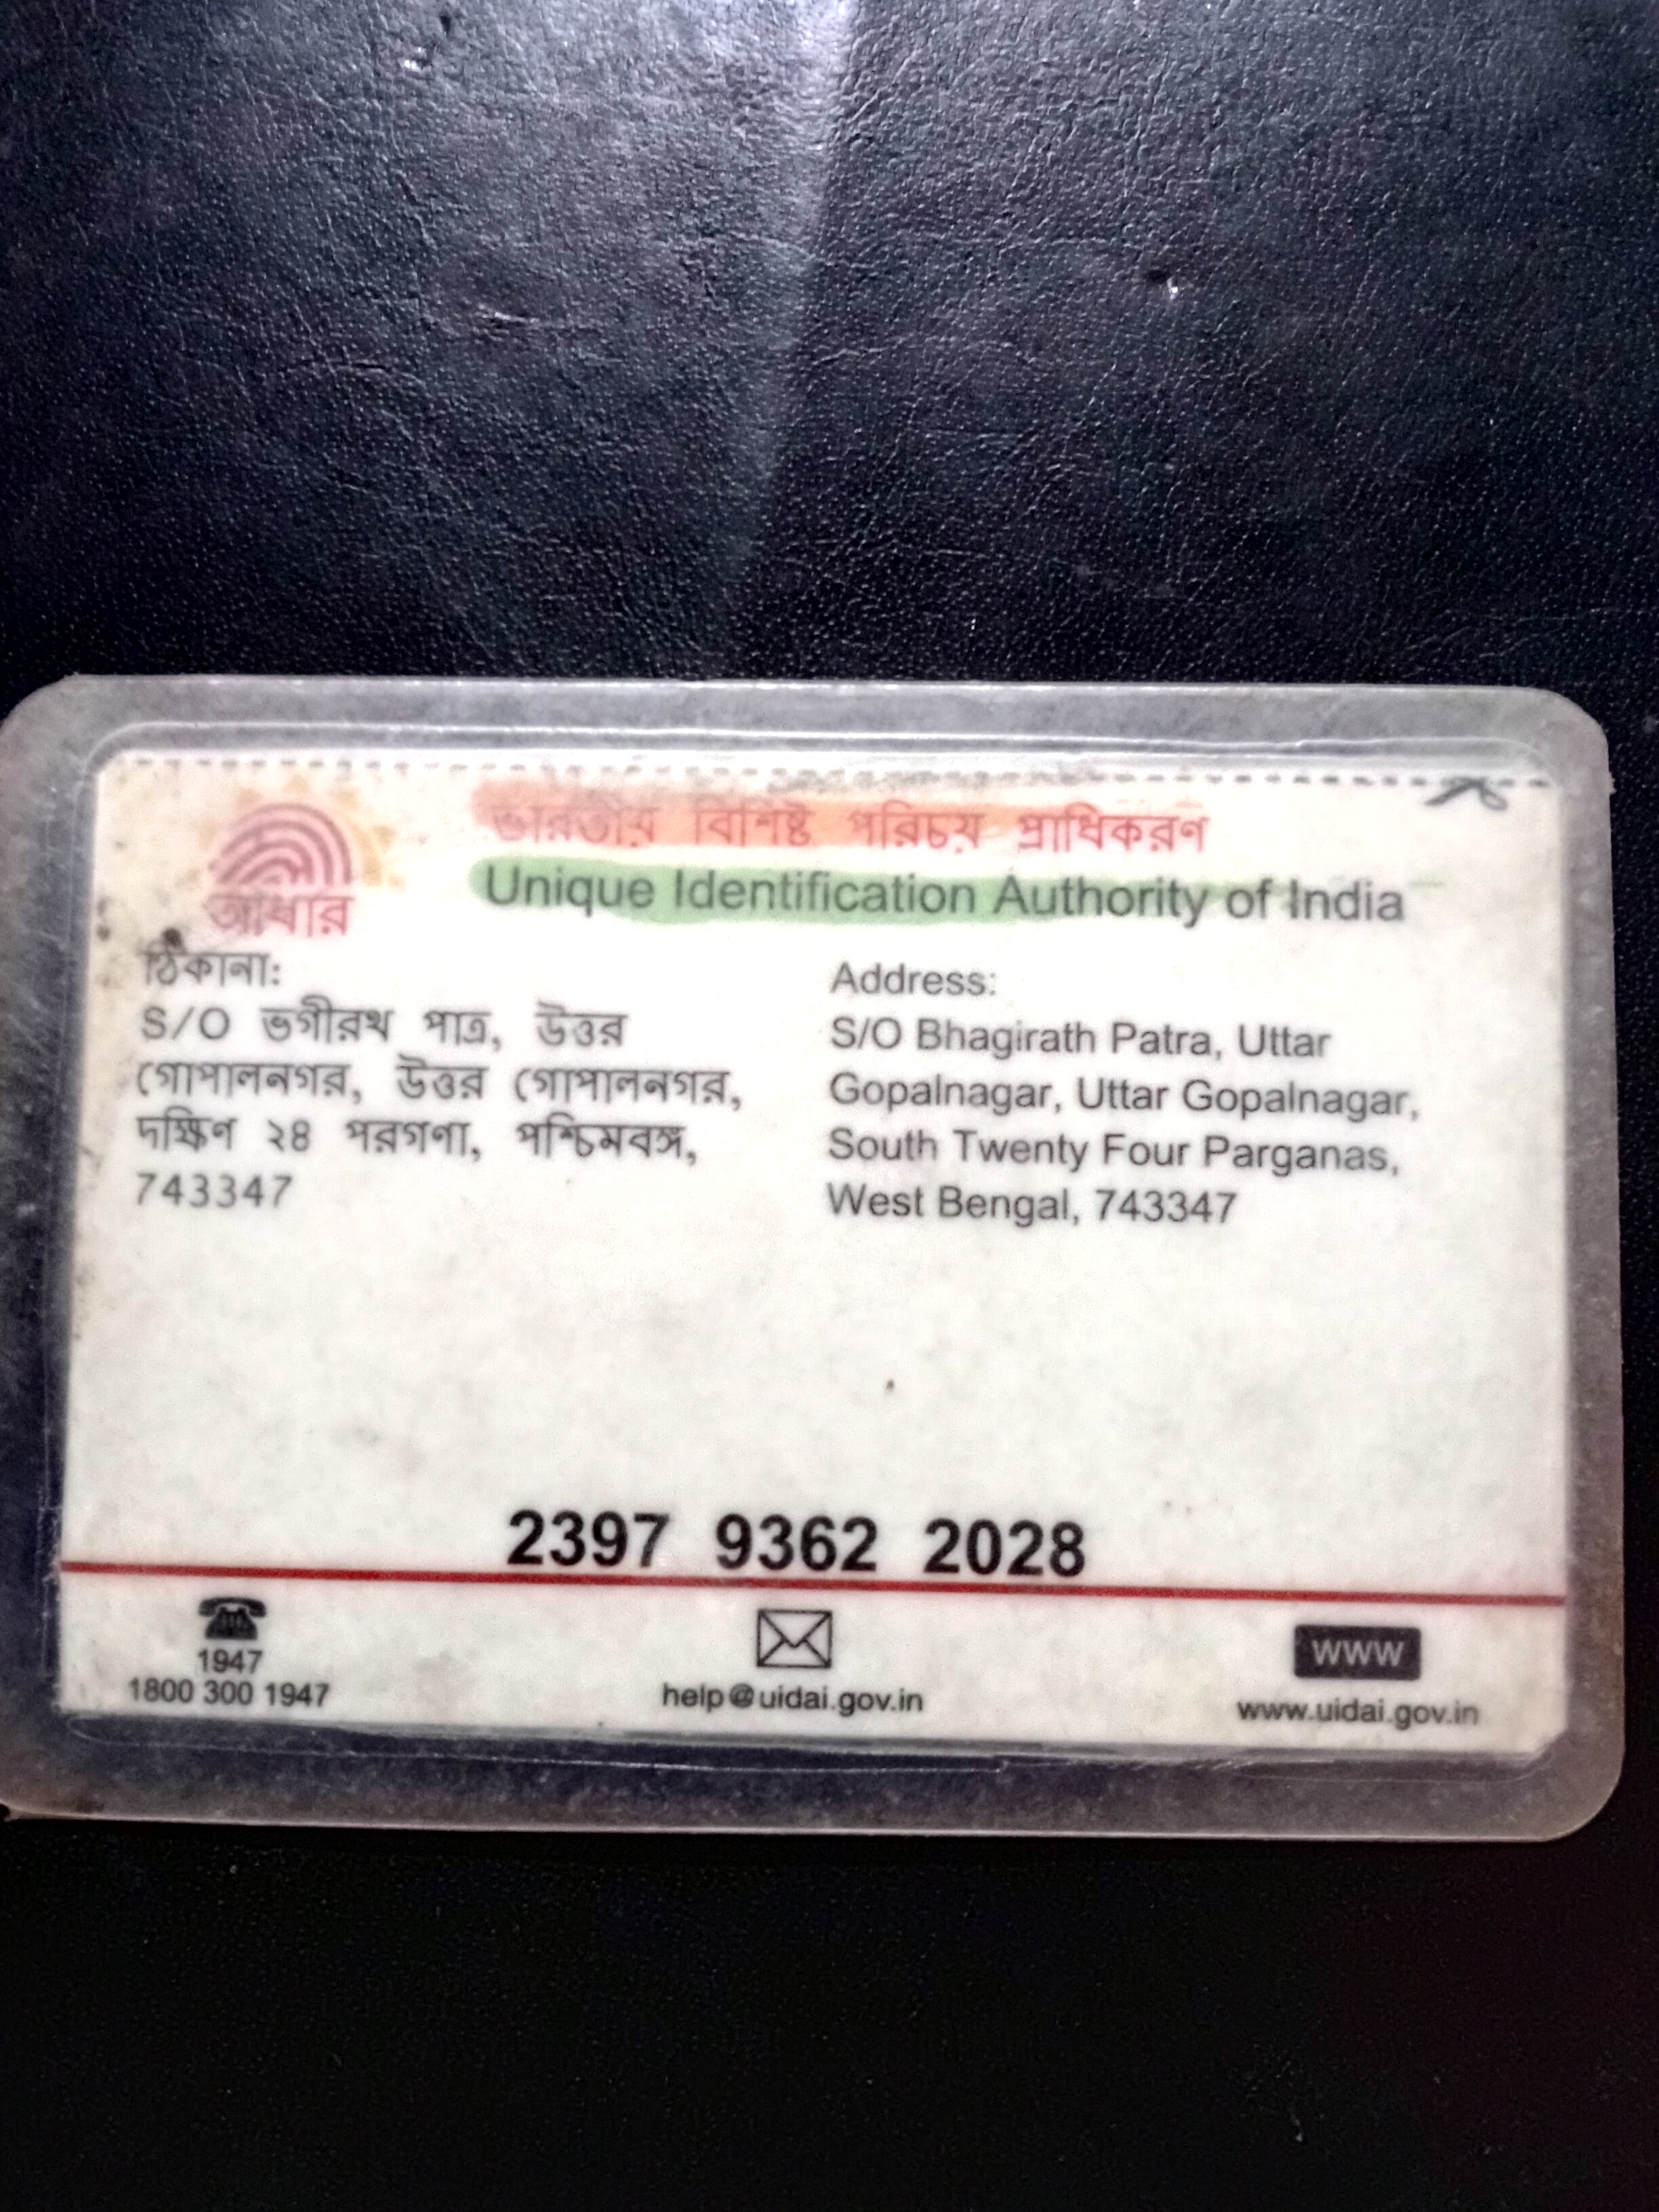 ভারতীয় বিশিষ্ট পরিচয় প্রাধিকরণ
Unique Identification Authority of India
আধার
ঠিকানা:
S/O ভগীরথ পাত্র, উত্তর
গোপালনগর, উত্তর গোপালনগর,
দক্ষিণ ২৪ পরগণা, পশ্চিমবঙ্গ,
743347
Address:
S/O Bhagirath Patra, Uttar
Gopalnagar, Uttar Gopalnagar,
South Twenty Four Parganas,
West Bengal, 743347
2397 9362 2028
1947
1800 300 1947
help@uidai.gov.in
WWW
www.uidai.gov.in